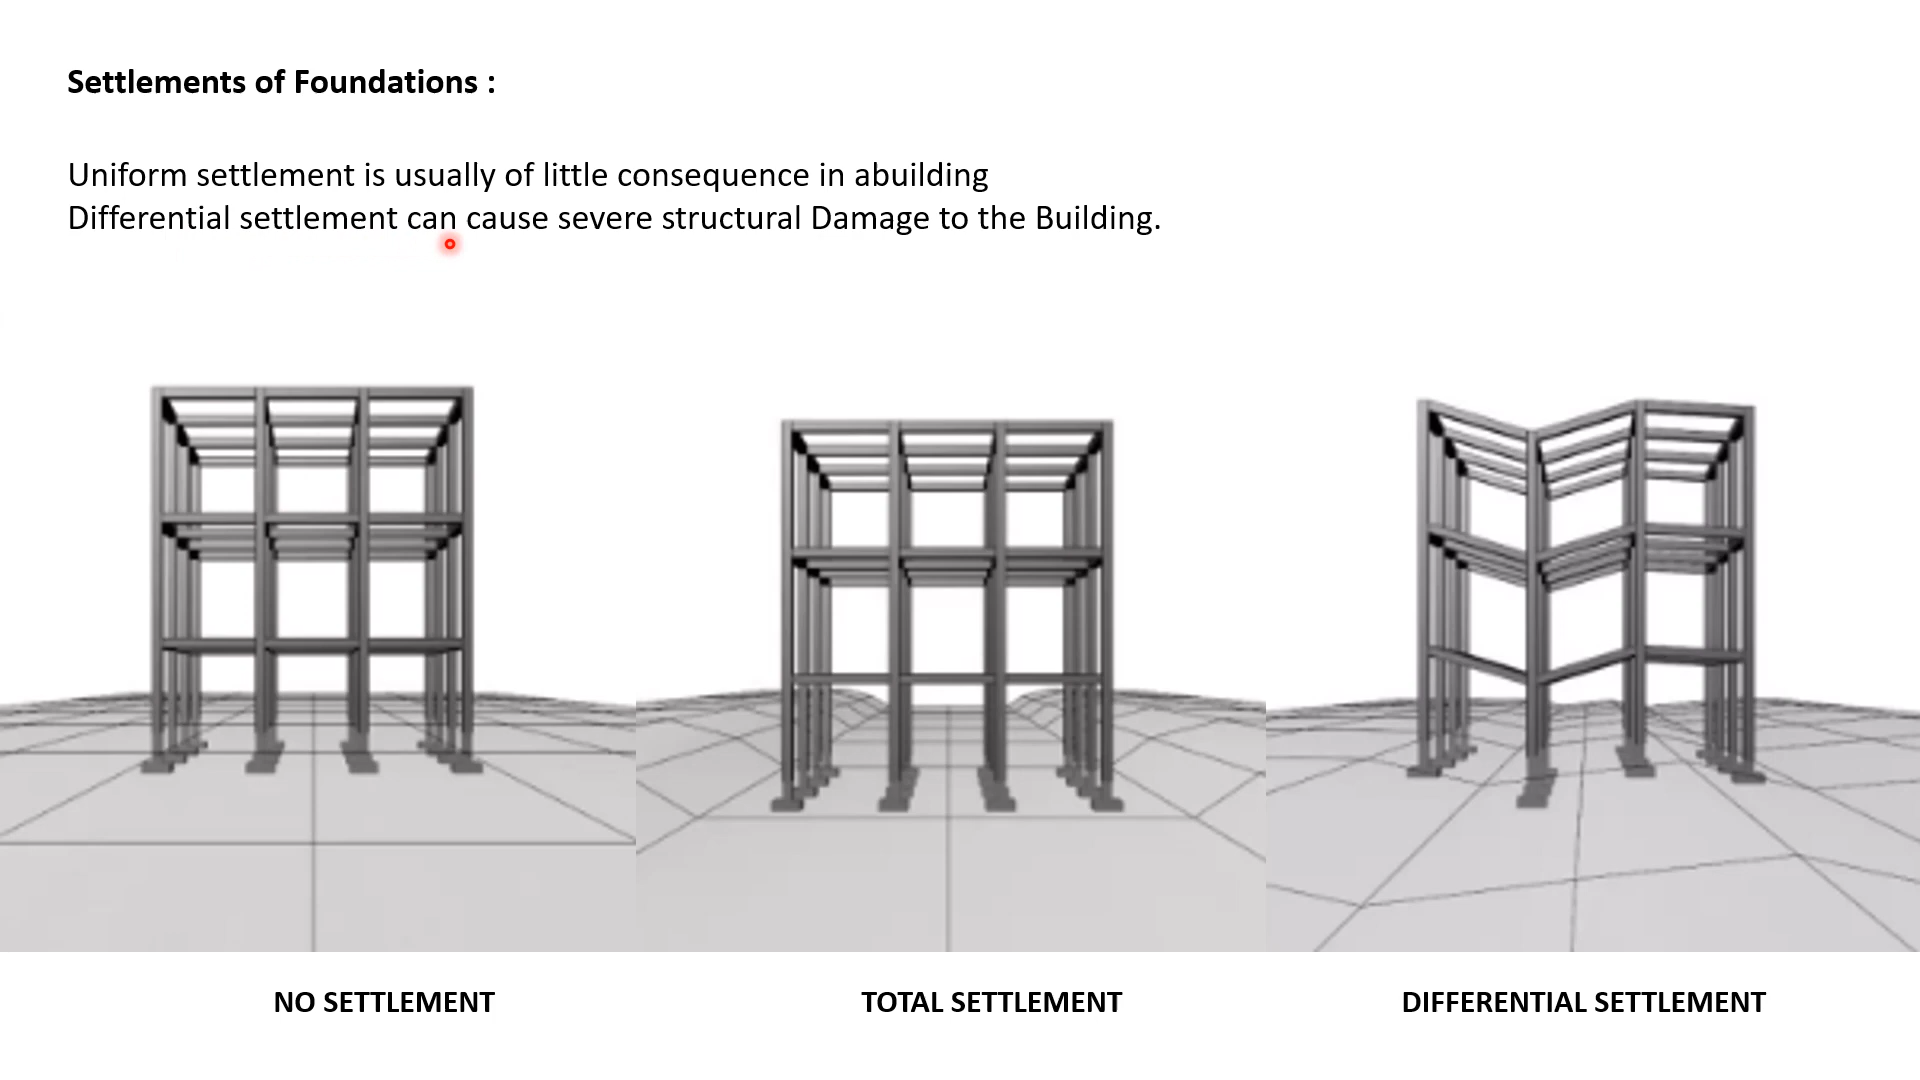 Settlements of Foundations :
Uniform settlement is usually of little consequence in abuilding
Differential settlement can cause severe structural Damage to the Building.
NO SETTLEMENT
TOTAL SETTLEMENT
DIFFERENTIAL SETTLEMENT